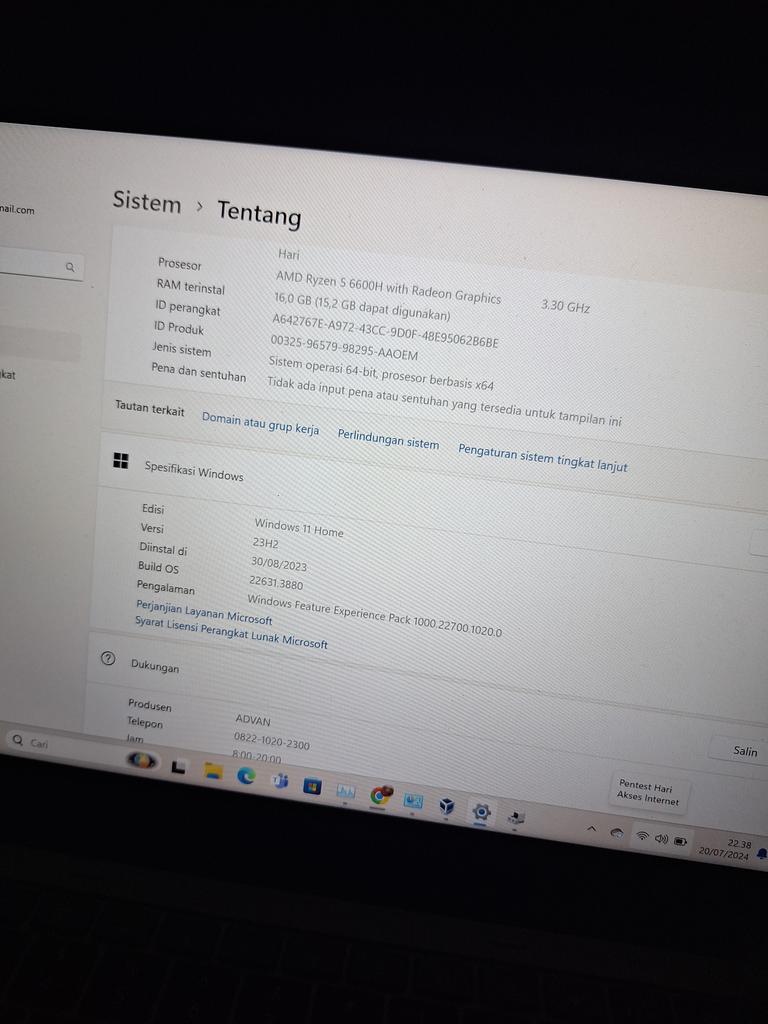 mail.com
Sistem > Tentang
Hari
Prosesor AMD Ryzen 5 6600H with Radeon Graphics 3.30 GHz
RAM terinstal 16,0 GB (15,2 GB dapat digunakan)
ID perangkat A642767E-A972-43CC-9D0F-48E95062B6BE
ID Produk 00325-96579-98295-AAOEM
Jenis sistem Sistem operasi 64-bit, prosesor berbasis x64
Pena dan sentuhan Tidak ada input pena atau sentuhan yang tersedia untuk tampilan ini
kat
Tautan terkait Domain atau grup kerja Perlindungan sistem Pengaturan sistem tingkat lanjut
Spesifikasi Windows
Edisi Windows 11 Home
Versi 23H2
Diinstal di 30/08/2023
Build OS 22631.3880
Pengalaman Windows Feature Experience Pack 1000.22700.1020.0
Perjanjian Layanan Microsoft
Syarat Lisensi Perangkat Lunak Microsoft
Dukungan
Produsen ADVAN
Telepon 0822-1020-2300
Jam 8:00-20:00
Salin
Cari
Pentest Hari
Akses Internet
22.38
20/07/2024